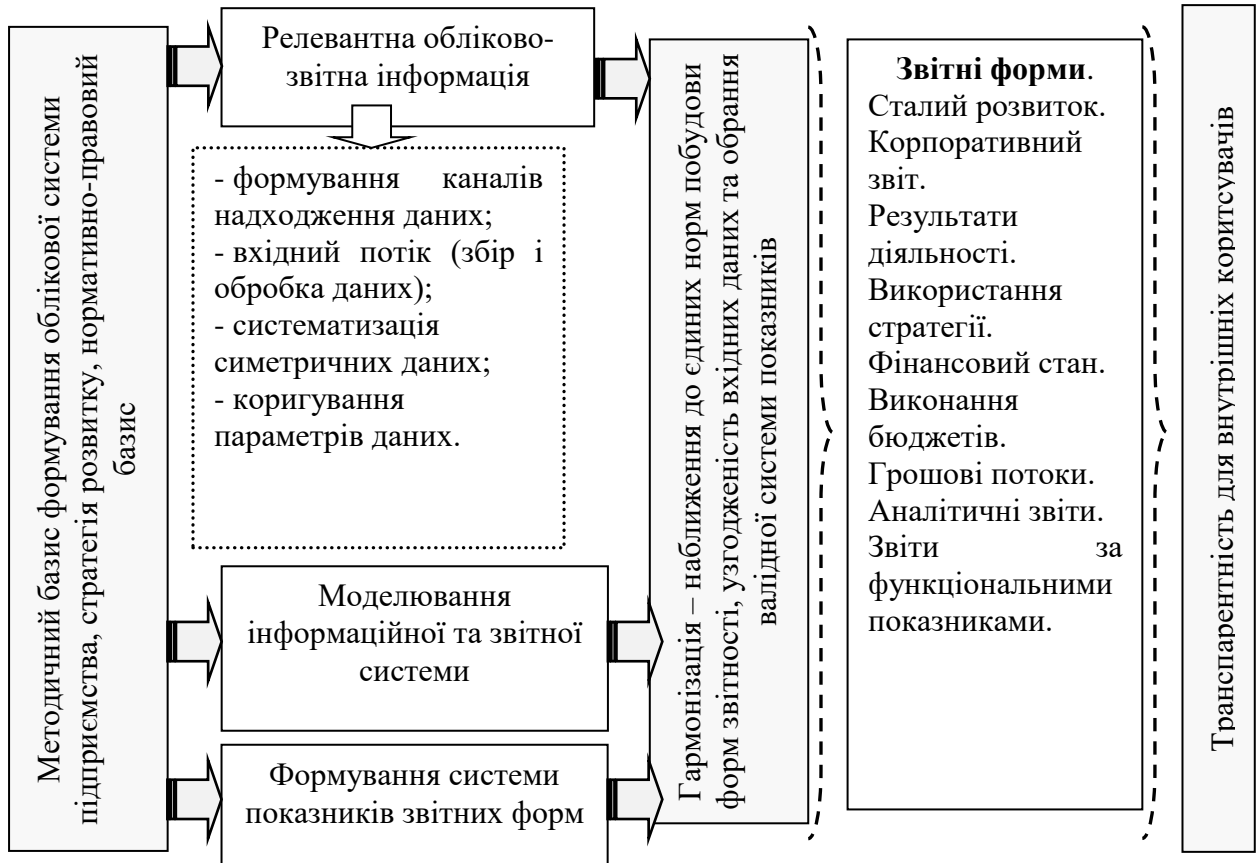 Методичний базис формування облікової системи
підприємства, стратегія розвитку, нормативно-правовий
базис
Релевантна обліково-
звітна інформація
- формування каналів
надходження даних;
- вхідний потік (збір і
обробка даних);
- систематизація
симетричних даних;
- коригування
параметрів даних.
Моделювання
інформаційної та звітної
системи
Формування системи
показників звітних форм
Гармонізація – наближення до єдиних норм побудови
форм звітності, узгодженість вхідних даних та обрання
валідної системи показників
Звітні форми.
Сталий розвиток.
Корпоративний
звіт.
Результати
діяльності.
Використання
стратегії.
Фінансовий стан.
Виконання
бюджетів.
Грошові потоки.
Аналітичні звіти.
Звіти за
функціональними
показниками.
Транспарентність для внутрішніх коритсувачів